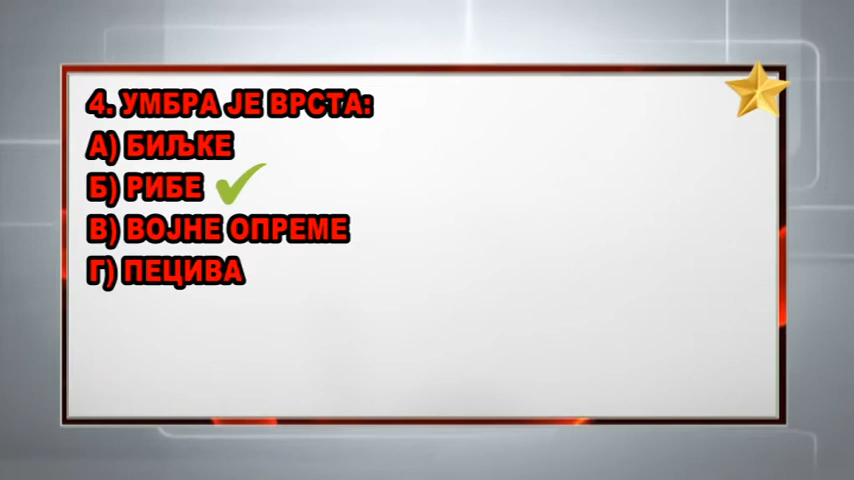 4. УМБРА ЈЕ ВРСТА:
А) БИЉКЕ
Б) РИБЕ
В) ВОЈНЕ ОПРЕМЕ
Г) ПЕЦИВА